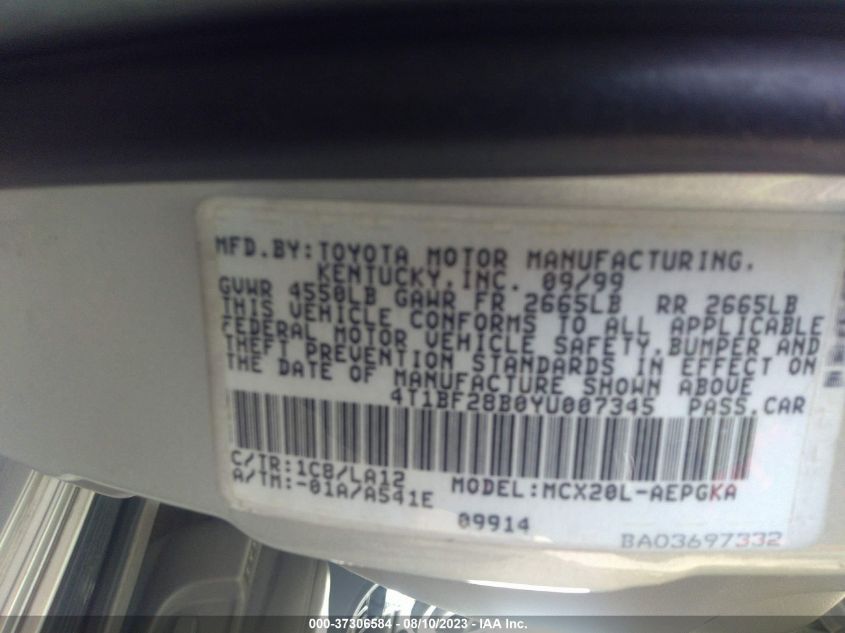 MFD.BY:TOYOTA MOTOR MANUFACTURING,
KENTUCKY,INC. 09/99
GVWR 4550LB GAWR FR 2665LB RR 2665LB
THIS VEHICLE CONFORMS TO ALL APPLICABLE
FEDERAL MOTOR VEHICLE SAFETY,BUMPER AND
THEFT PREVENTION STANDARDS IN EFFECT ON
THE DATE OF MANUFACTURE SHOWN ABOVE
4T1BF28B0YU007345 PASS.CAR
C/TR:1C8/LA12
A/TM:-01A/A541E MODEL:MCX20L-AEPGKA
09914
BA03697332
000-37306584 - 08/10/2023 - IAA Inc.